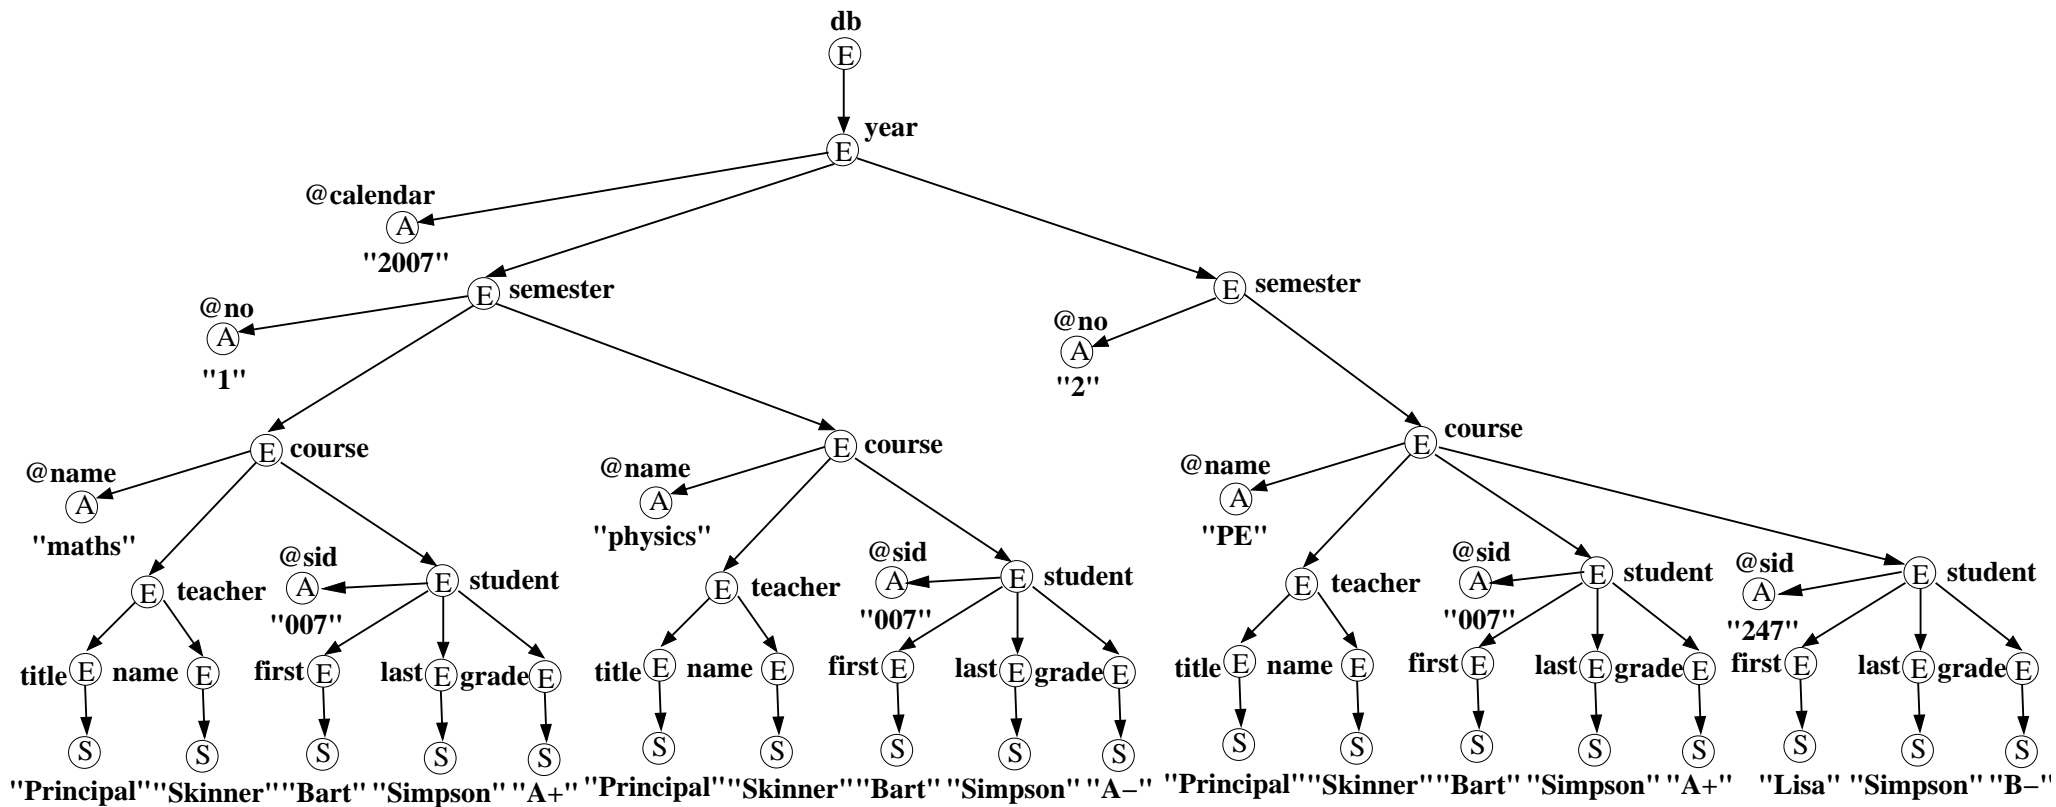 db
E
year
E
@calendar
A
"2007"
E semester
E semester
@no
A
"1"
@no
A
"2"
E course
E course
E course
@name
A
"maths"
@name
A
"physics"
@name
A
"PE"
E teacher
@sid
A
"007"
E student
E teacher
@sid
A
"007"
E student
E teacher
@sid
A
"007"
E student
@sid
A
"247"
E student
title E name E first E last E grade E title E name E first E last E grade E title E name E first E last E grade E first E last E grade E
S S S S S S S S S S S S S S S S S S
"Principal" "Skinner" "Bart" "Simpson" "A+" "Principal" "Skinner" "Bart" "Simpson" "A−" "Principal" "Skinner" "Bart" "Simpson" "A+" "Lisa" "Simpson" "B−"